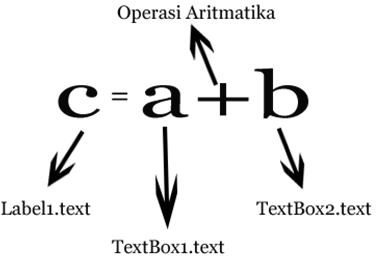 Operasi Aritmatika
c = a + b
Label1.text
TextBox2.text
TextBox1.text